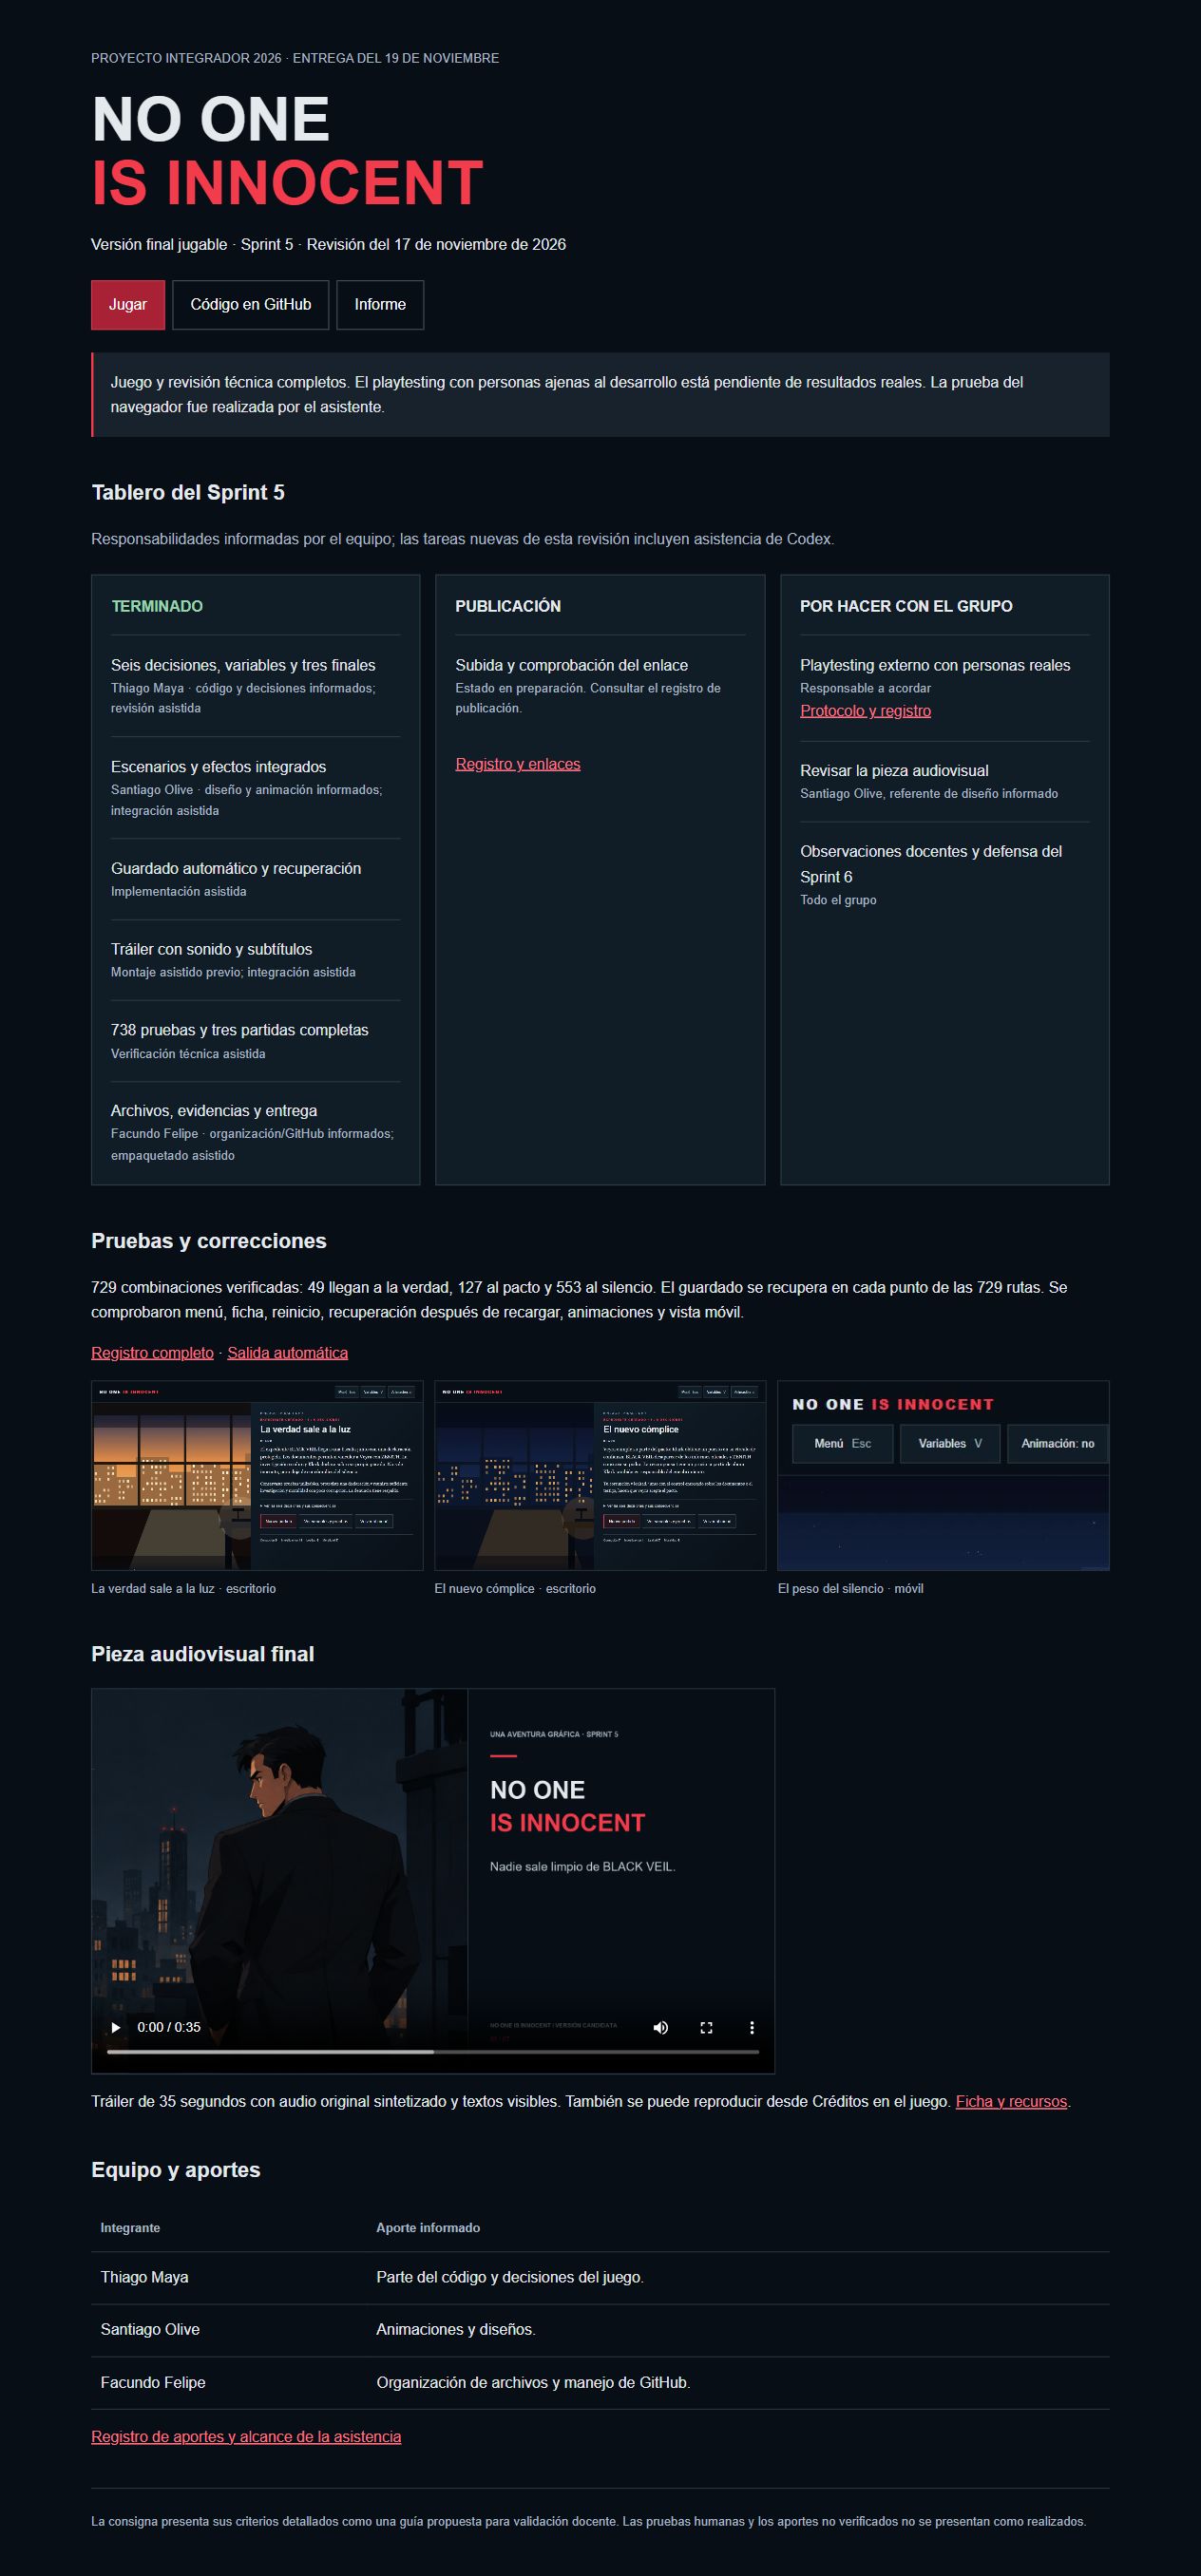 PROYECTO INTEGRADOR 2026 · ENTREGA DEL 19 DE NOVIEMBRE
NO ONE
IS INNOCENT
Versión final jugable · Sprint 5 · Revisión del 17 de noviembre de 2026
Jugar
Código en GitHub
Informe
Juego y revisión técnica completos. El playtesting con personas ajenas al desarrollo está pendiente de resultados reales. La prueba del
navegador fue realizada por el asistente.
Tablero del Sprint 5
Responsabilidades informadas por el equipo; las tareas nuevas de esta revisión incluyen asistencia de Codex.
TERMINADO
Seis decisiones, variables y tres finales
Thiago Maya · código y decisiones informados;
revisión asistida
Escenarios y efectos integrados
Santiago Olive · diseño y animación informados;
integración asistida
Guardado automático y recuperación
Implementación asistida
Tráiler con sonido y subtítulos
Montaje asistido previo; integración asistida
738 pruebas y tres partidas completas
Verificación técnica asistida
Archivos, evidencias y entrega
Facundo Felipe · organización/GitHub informados;
empaquetado asistido
PUBLICACIÓN
Subida y comprobación del enlace
Estado en preparación. Consultar el registro de
publicación.
Registro y enlaces
POR HACER CON EL GRUPO
Playtesting externo con personas reales
Responsable a acordar
Protocolo y registro
Revisar la pieza audiovisual
Santiago Olive, referente de diseño informado
Observaciones docentes y defensa del
Sprint 6
Todo el grupo
Pruebas y correcciones
729 combinaciones verificadas: 49 llegan a la verdad, 127 al pacto y 553 al silencio. El guardado se recupera en cada punto de las 729 rutas. Se
comprobaron menú, ficha, reinicio, recuperación después de recargar, animaciones y vista móvil.
Registro completo · Salida automática
NO ONE IS INNOCENT
La verdad sale a la luz
NO ONE IS INNOCENT
El nuevo cómplice
NO ONE IS INNOCENT
Menú Esc
Variables V
Animación: no
La verdad sale a la luz · escritorio
El nuevo cómplice · escritorio
El peso del silencio · móvil
Pieza audiovisual final
UNA AVENTURA GRÁFICA · SPRINT 5
NO ONE
IS INNOCENT
Nadie sale limpio de BLACK VEIL.
NO ONE IS INNOCENT / VERSIÓN CANDIDATA
0:00 / 0:35
Tráiler de 35 segundos con audio original sintetizado y textos visibles. También se puede reproducir desde Créditos en el juego. Ficha y recursos.
Equipo y aportes
Integrante
Aporte informado
Thiago Maya
Parte del código y decisiones del juego.
Santiago Olive
Animaciones y diseños.
Facundo Felipe
Organización de archivos y manejo de GitHub.
Registro de aportes y alcance de la asistencia
La consigna presenta sus criterios detallados como una guía propuesta para validación docente. Las pruebas humanas y los aportes no verificados no se presentan como realizados.